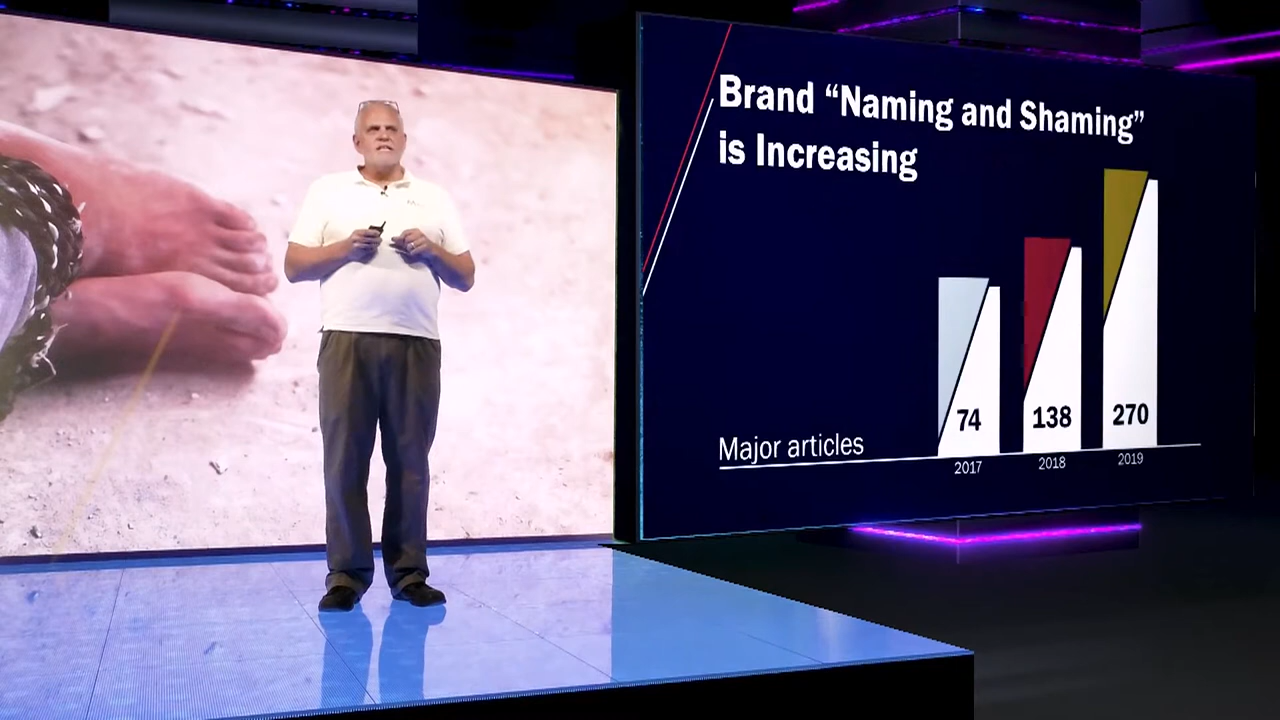 Brand “Naming and Shaming”
is Increasing
74
138
270
Major articles
2017
2018
2019